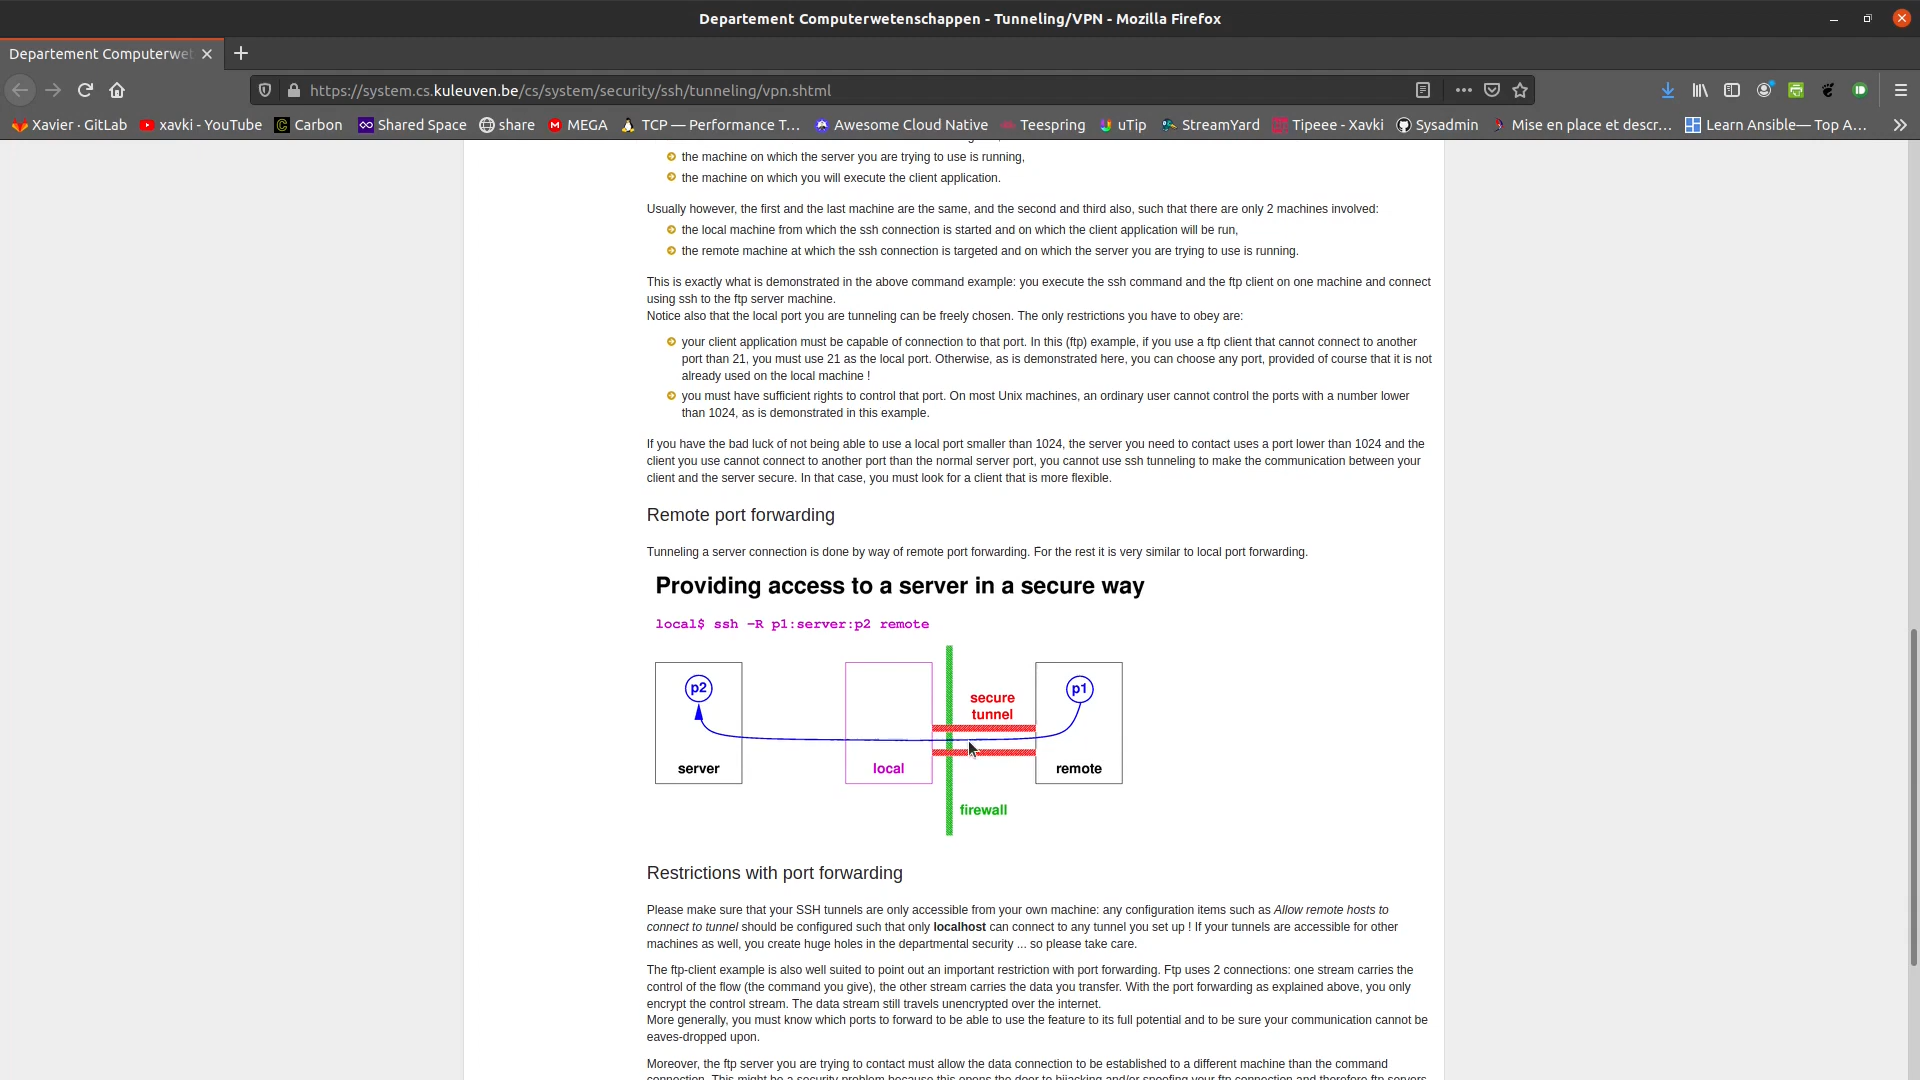 Departement Computerwetenschappen - Tunneling/VPN - Mozilla Firefox
Departement Computerwe
https://system.cs.kuleuven.be/cs/system/security/ssh/tunneling/vpn.shtml
Xavier · GitLab xavki - YouTube Carbon Shared Space share MEGA TCP — Performance T… Awesome Cloud Native Teespring uTip StreamYard Tipeee - Xavki Sysadmin Mise en place et descr… Learn Ansible— Top A…
the machine on which the server you are trying to use is running,
the machine on which you will execute the client application.
Usually however, the first and the last machine are the same, and the second and third also, such that there are only 2 machines involved:
the local machine from which the ssh connection is started and on which the client application will be run,
the remote machine at which the ssh connection is targeted and on which the server you are trying to use is running.
This is exactly what is demonstrated in the above command example: you execute the ssh command and the ftp client on one machine and connect
using ssh to the ftp server machine.
Notice also that the local port you are tunneling can be freely chosen. The only restrictions you have to obey are:
your client application must be capable of connection to that port. In this (ftp) example, if you use a ftp client that cannot connect to another
port than 21, you must use 21 as the local port. Otherwise, as is demonstrated here, you can choose any port, provided of course that it is not
already used on the local machine !
you must have sufficient rights to control that port. On most Unix machines, an ordinary user cannot control the ports with a number lower
than 1024, as is demonstrated in this example.
If you have the bad luck of not being able to use a local port smaller than 1024, the server you need to contact uses a port lower than 1024 and the
client you use cannot connect to another port than the normal server port, you cannot use ssh tunneling to make the communication between your
client and the server secure. In that case, you must look for a client that is more flexible.
Remote port forwarding
Tunneling a server connection is done by way of remote port forwarding. For the rest it is very similar to local port forwarding.
Providing access to a server in a secure way
local$ ssh -R p1:server:p2 remote
p2
secure
tunnel
p1
server
local
remote
firewall
Restrictions with port forwarding
Please make sure that your SSH tunnels are only accessible from your own machine: any configuration items such as Allow remote hosts to
connect to tunnel should be configured such that only localhost can connect to any tunnel you set up ! If your tunnels are accessible for other
machines as well, you create huge holes in the departmental security ... so please take care.
The ftp-client example is also well suited to point out an important restriction with port forwarding. Ftp uses 2 connections: one stream carries the
control of the flow (the command you give), the other stream carries the data you transfer. With the port forwarding as explained above, you only
encrypt the control stream. The data stream still travels unencrypted over the internet.
More generally, you must know which ports to forward to be able to use the feature to its full potential and to be sure your communication cannot be
eaves-dropped upon.
Moreover, the ftp server you are trying to contact must allow the data connection to be established to a different machine than the command
connection. This might be a security problem because this opens the door to hijacking and/or spoofing your ftp connection and therefore ftp servers